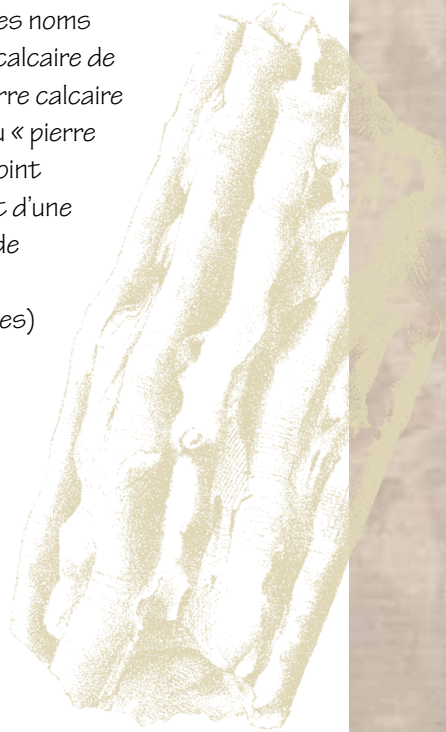 es noms
calcaire de
rre calcaire
u « pierre
oint
t d'une
de
es)